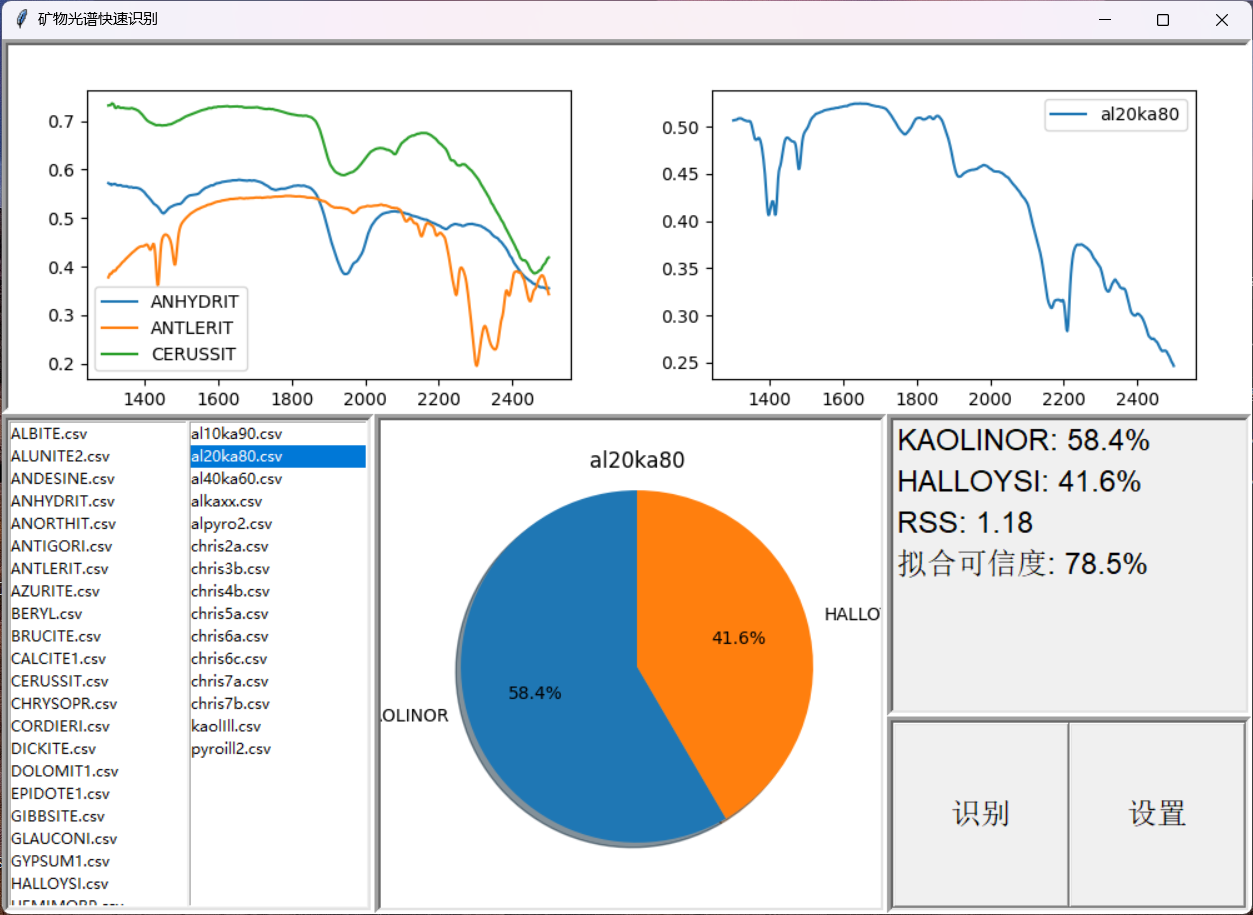 矿物光谱快速识别
0.7
0.6
0.5
0.4
0.3
0.2
ANHYDRIT
ANTLERIT
CERUSSIT
1400 1600 1800 2000 2200 2400
al20ka80
0.50
0.45
0.40
0.35
0.30
0.25
1400 1600 1800 2000 2200 2400
ALBITE.csv
ALUNITE2.csv
ANDESINE.csv
ANHYDRIT.csv
ANORTHIT.csv
ANTIGORI.csv
ANTLERIT.csv
AZURITE.csv
BERYL.csv
BRUCITE.csv
CALCITE1.csv
CERUSSIT.csv
CHRYSOPR.csv
CORDIERI.csv
DICKITE.csv
DOLOMIT1.csv
EPIDOTE1.csv
GIBBSITE.csv
GLAUCONI.csv
GYPSUM1.csv
HALLOYSI.csv
al10ka90.csv
al20ka80.csv
al40ka60.csv
alkaxx.csv
alpyro2.csv
chris2a.csv
chris3b.csv
chris4b.csv
chris5a.csv
chris6a.csv
chris6c.csv
chris7a.csv
chris7b.csv
kaolIll.csv
pyroill2.csv
al20ka80
HALLO
41.6%
58.4%
OLINOR
KAOLINOR: 58.4%
HALLOYSI: 41.6%
RSS: 1.18
拟合可信度: 78.5%
识别
设置